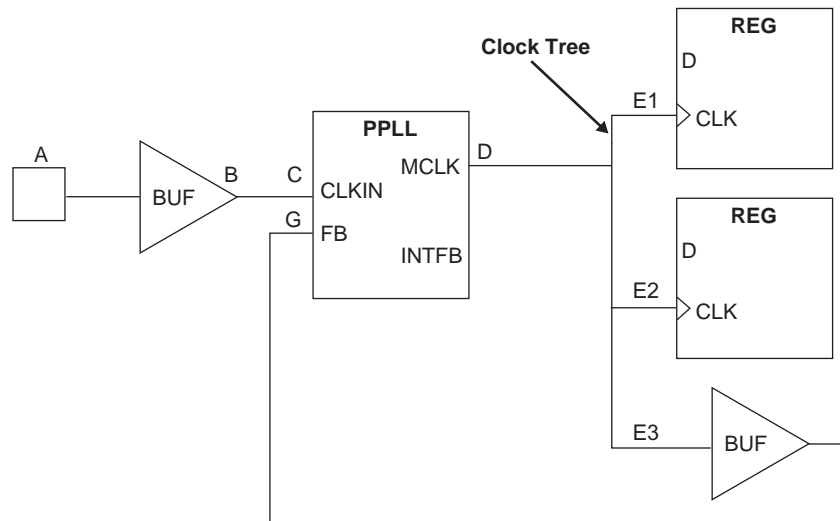 REG
D
CLK
Clock Tree
E1
PPLL
A
B
BUF
C
CLKIN
MCLK
D
G
FB
INTFB
REG
D
E2
CLK
E3
BUF